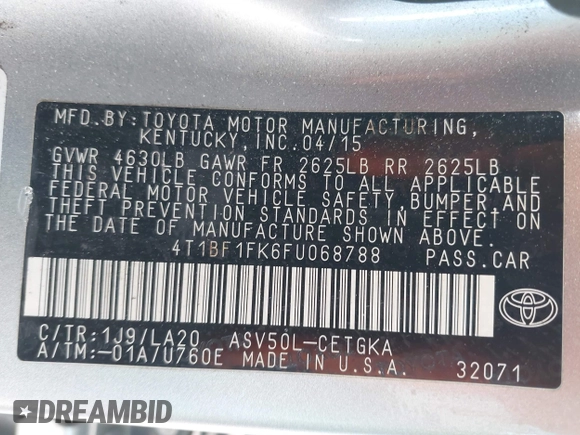 MFD.BY:TOYOTA MOTOR MANUFACTURING,
KENTUCKY,INC.04/15
GVWR 4630LB GAWR FR 2625LB RR 2625LB
THIS VEHICLE CONFORMS TO ALL APPLICABLE
FEDERAL MOTOR VEHICLE SAFETY,BUMPER AND
THEFT PREVENTION STANDARDS IN EFFECT ON
THE DATE OF MANUFACTURE SHOWN ABOVE.
4T1BF1FK6FU068788 PASS.CAR
C/TR:1J9/LA20 ASV50L-CETGKA
A/TM:-01A/U760E MADE IN U.S.A. 32071
DREAMBID